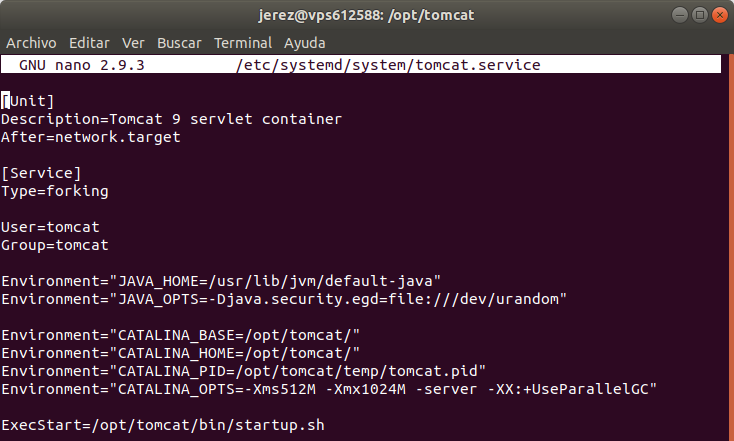 jerez@vps612588: /opt/tomcat
Archivo Editar Ver Buscar Terminal Ayuda
GNU nano 2.9.3 /etc/systemd/system/tomcat.service
[Unit]
Description=Tomcat 9 servlet container
After=network.target
[Service]
Type=forking
User=tomcat
Group=tomcat
Environment="JAVA_HOME=/usr/lib/jvm/default-java"
Environment="JAVA_OPTS=-Djava.security.egd=file:///dev/urandom"
Environment="CATALINA_BASE=/opt/tomcat/"
Environment="CATALINA_HOME=/opt/tomcat/"
Environment="CATALINA_PID=/opt/tomcat/temp/tomcat.pid"
Environment="CATALINA_OPTS=-Xms512M -Xmx1024M -server -XX:+UseParallelGC"
ExecStart=/opt/tomcat/bin/startup.sh